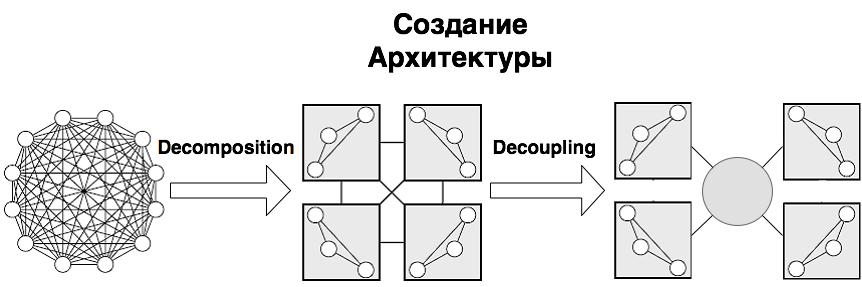 Создание
Архитектуры
Decomposition
Decoupling